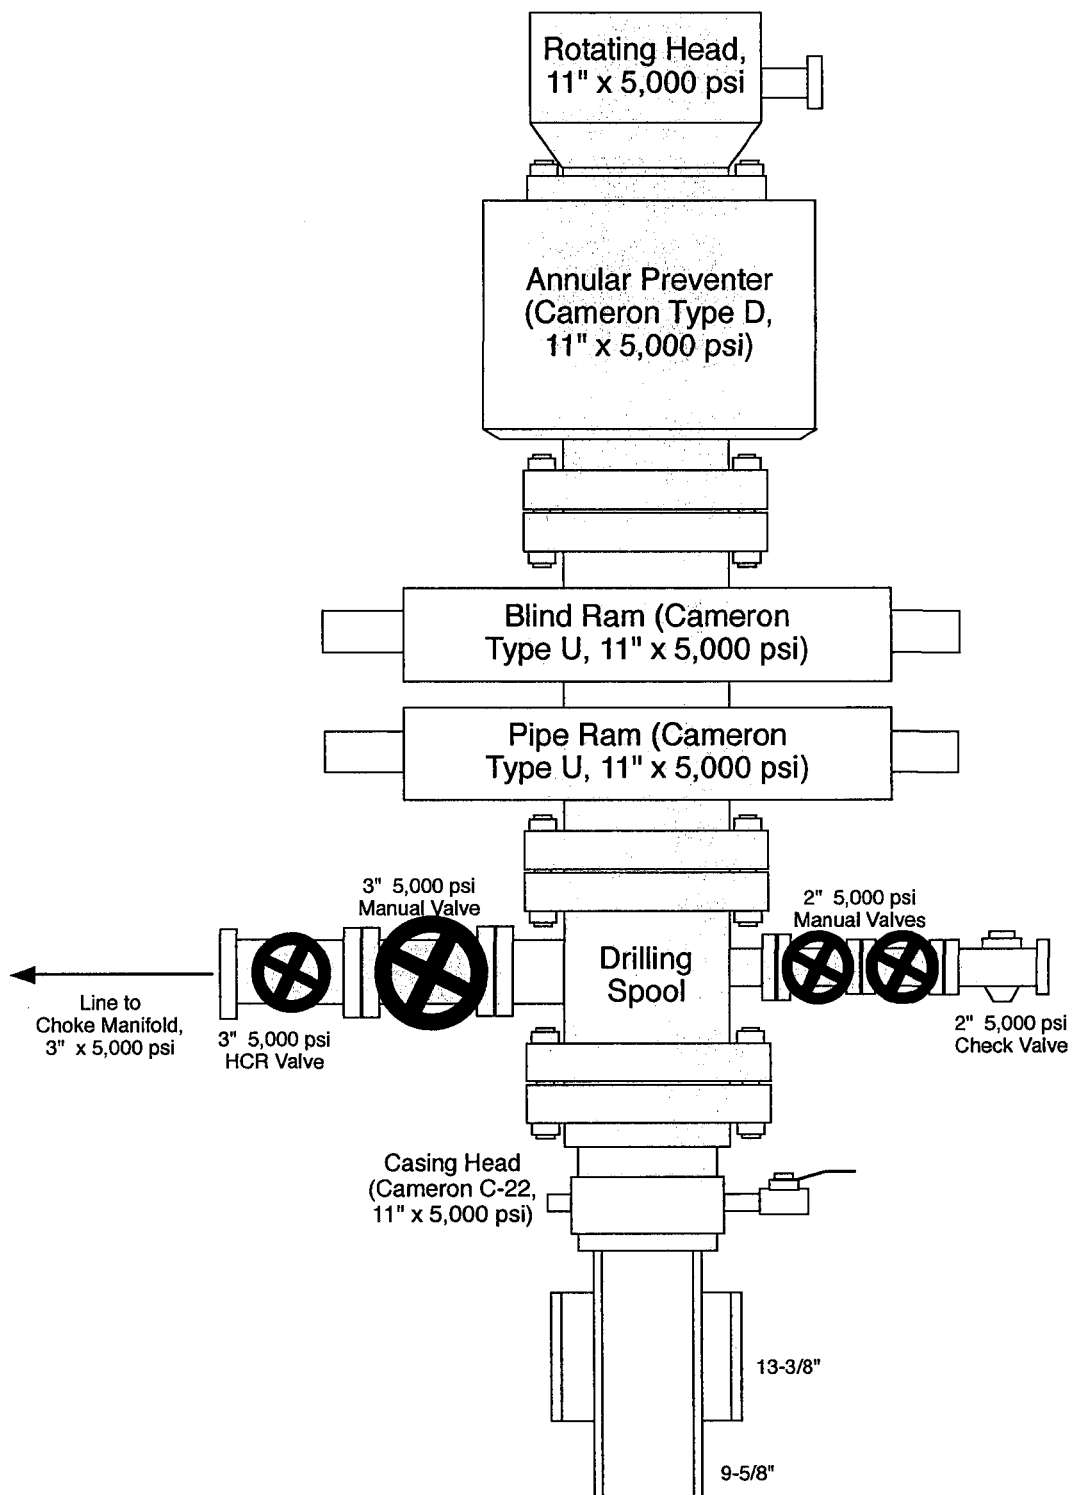 Rotating Head,
11" x 5,000 psi
Annular Preventer
(Cameron Type D,
11" x 5,000 psi)
Blind Ram (Cameron
Type U, 11" x 5,000 psi)
Pipe Ram (Cameron
Type U, 11" x 5,000 psi)
3" 5,000 psi
Manual Valve
2" 5,000 psi
Manual Valves
Drilling
Spool
Line to
Choke Manifold,
3" x 5,000 psi
3" 5,000 psi
HCR Valve
2" 5,000 psi
Check Valve
Casing Head
(Cameron C-22,
11" x 5,000 psi)
13-3/8"
9-5/8"